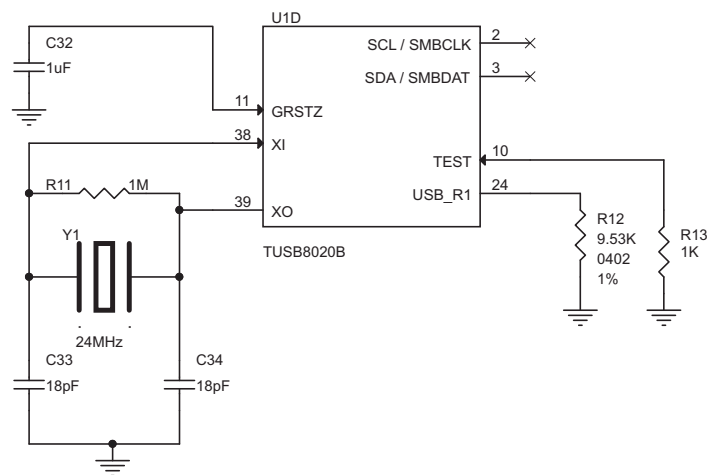 U1D
C32
1uF
SCL / SMBCLK
2
SDA / SMBDAT
3
11
GRSTZ
38
XI
TEST
10
R11
1M
39
XO
USB_R1
24
TUSB8020B
R12
9.53K
0402
1%
R13
1K
Y1
24MHz
C33
18pF
C34
18pF